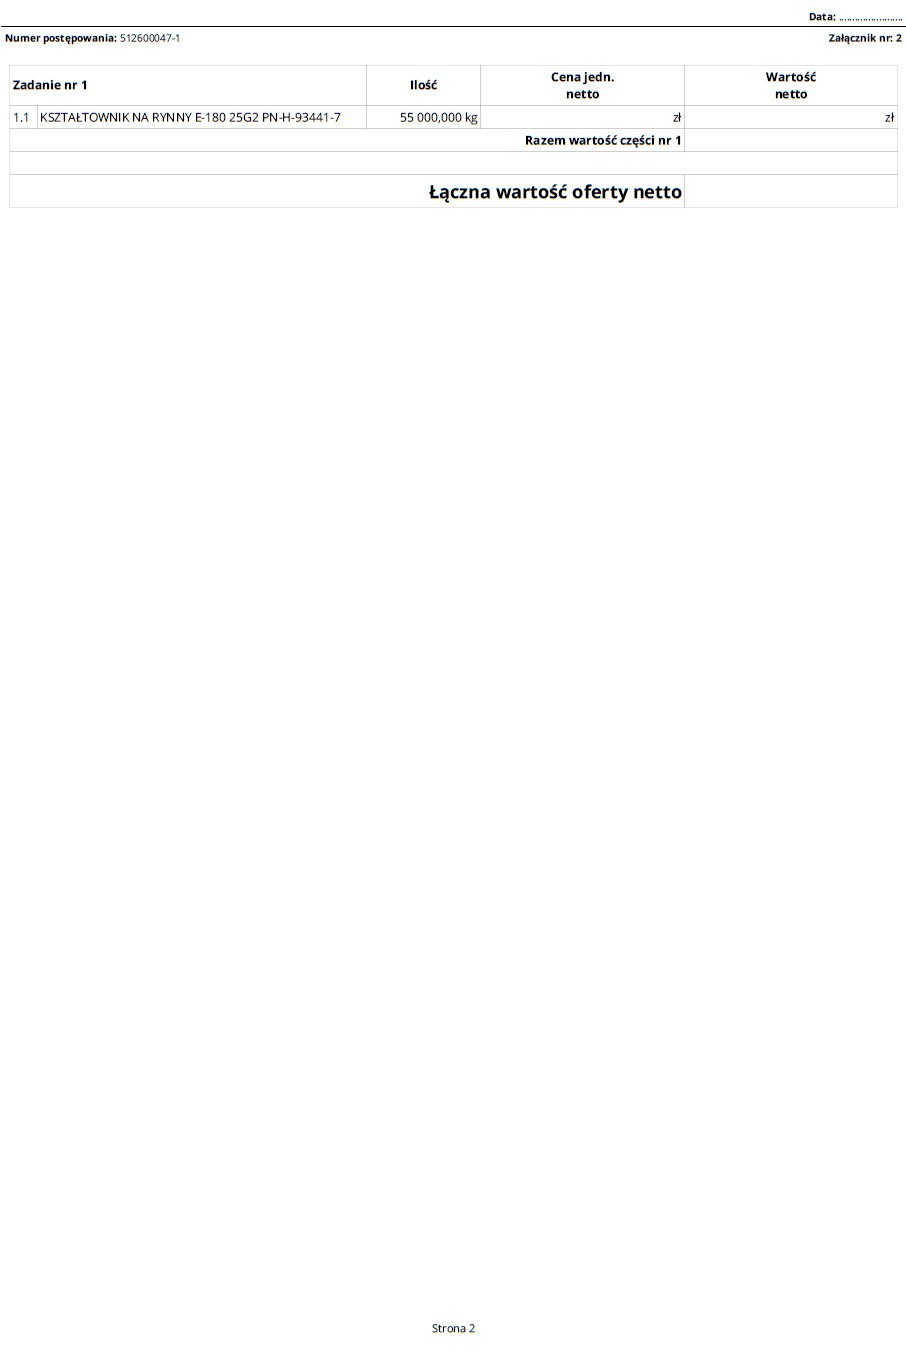 Data: ........................
Numer postępowania: 512600047-1 Załącznik nr: 2
Zadanie nr 1 Ilość Cena jedn. netto Wartość netto
1.1 KSZTAŁTOWNIK NA RYNNY E-180 25G2 PN-H-93441-7 55 000,000 kg zł zł
Razem wartość części nr 1
Łączna wartość oferty netto
Strona 2